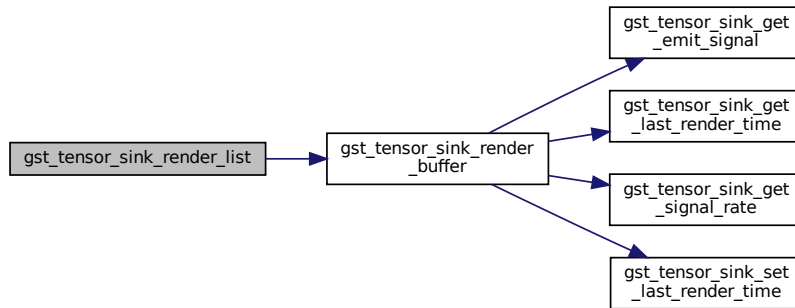 gst_tensor_sink_render_list
gst_tensor_sink_render
_buffer
gst_tensor_sink_get
_emit_signal
gst_tensor_sink_get
_last_render_time
gst_tensor_sink_get
_signal_rate
gst_tensor_sink_set
_last_render_time